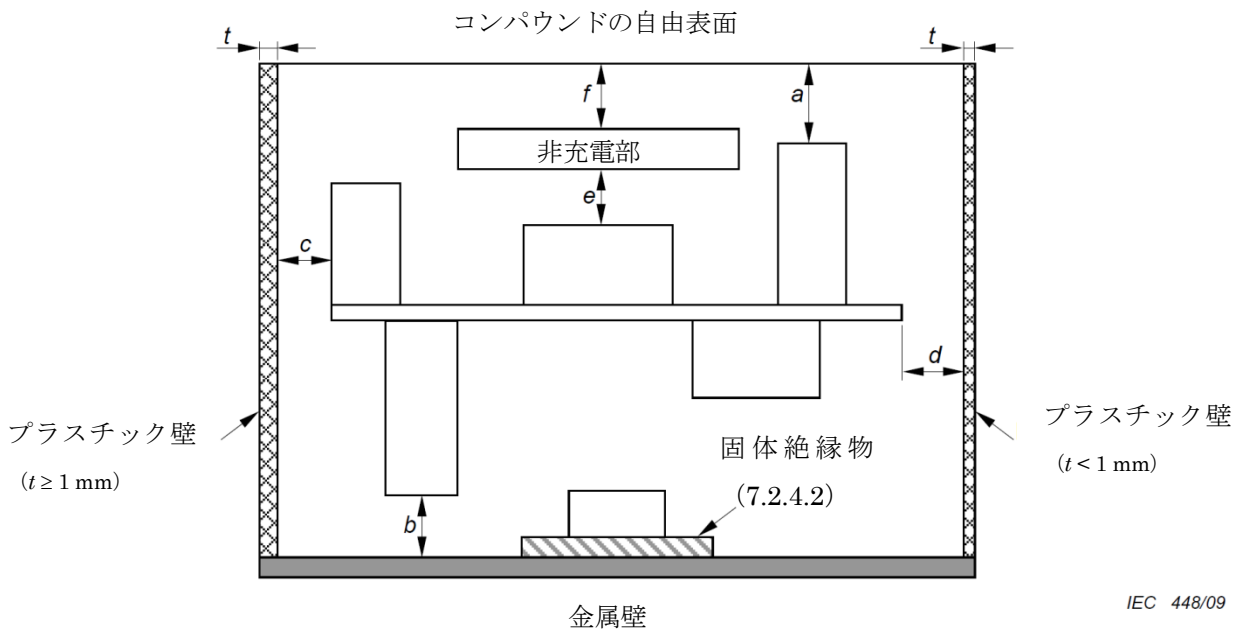 コンパウンドの自由表面
t
t
f
a
非充電部
e
c
d
プラスチック壁
(t ≥ 1 mm)
プラスチック壁
(t < 1 mm)
固体絶縁物
(7.2.4.2)
b
金属壁
IEC 448/09